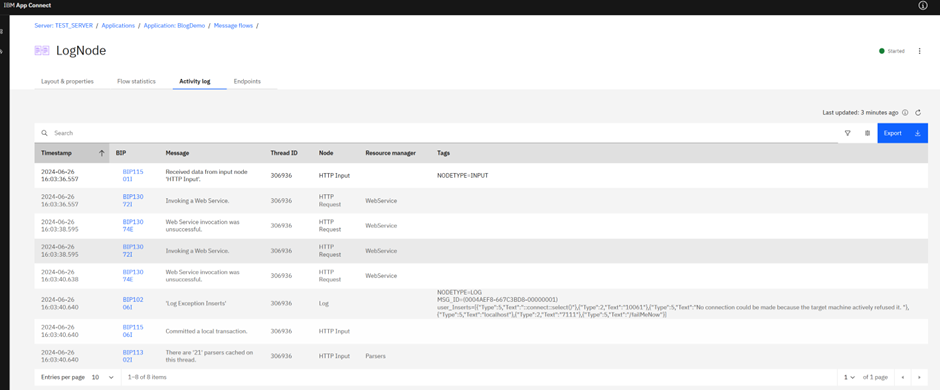 IBM App Connect
Server: TEST_SERVER / Applications / Application: BlogDemo / Message flows /
LogNode
Started
Layout & properties Flow statistics Activity log Endpoints
Last updated: 3 minutes ago
Search
Export
Timestamp BIP Message Thread ID Node Resource manager Tags
2024-06-26 16:03:36.557 BIP11501I Received data from input node 'HTTP Input'. 306936 HTTP Input NODETYPE=INPUT
2024-06-26 16:03:36.557 BIP13072I Invoking a Web Service. 306936 HTTP Request WebService
2024-06-26 16:03:38.595 BIP13074E Web Service invocation was unsuccessful. 306936 HTTP Request WebService
2024-06-26 16:03:38.595 BIP13072I Invoking a Web Service. 306936 HTTP Request WebService
2024-06-26 16:03:40.638 BIP13074E Web Service invocation was unsuccessful. 306936 HTTP Request WebService
2024-06-26 16:03:40.640 BIP10206I 'Log Exception Inserts' 306936 Log NODETYPE=LOG
MSG_ID=(0004AEF8-667C3BD8-00000001)
user_Inserts=[{"Type":5,"Text":"::connect::select()"},{"Type":2,"Text":"10061"},{"Type":5,"Text":"No connection could be made because the target machine actively refused it. "},
{"Type":5,"Text":"localhost"},{"Type":2,"Text":"7111"},{"Type":5,"Text":"/failMeNow"}]
2024-06-26 16:03:40.640 BIP11506I Committed a local transaction. 306936 HTTP Input
2024-06-26 16:03:40.640 BIP11302I There are '21' parsers cached on this thread. 306936 HTTP Input Parsers
Entries per page 10 1–8 of 8 items 1 of 1 page